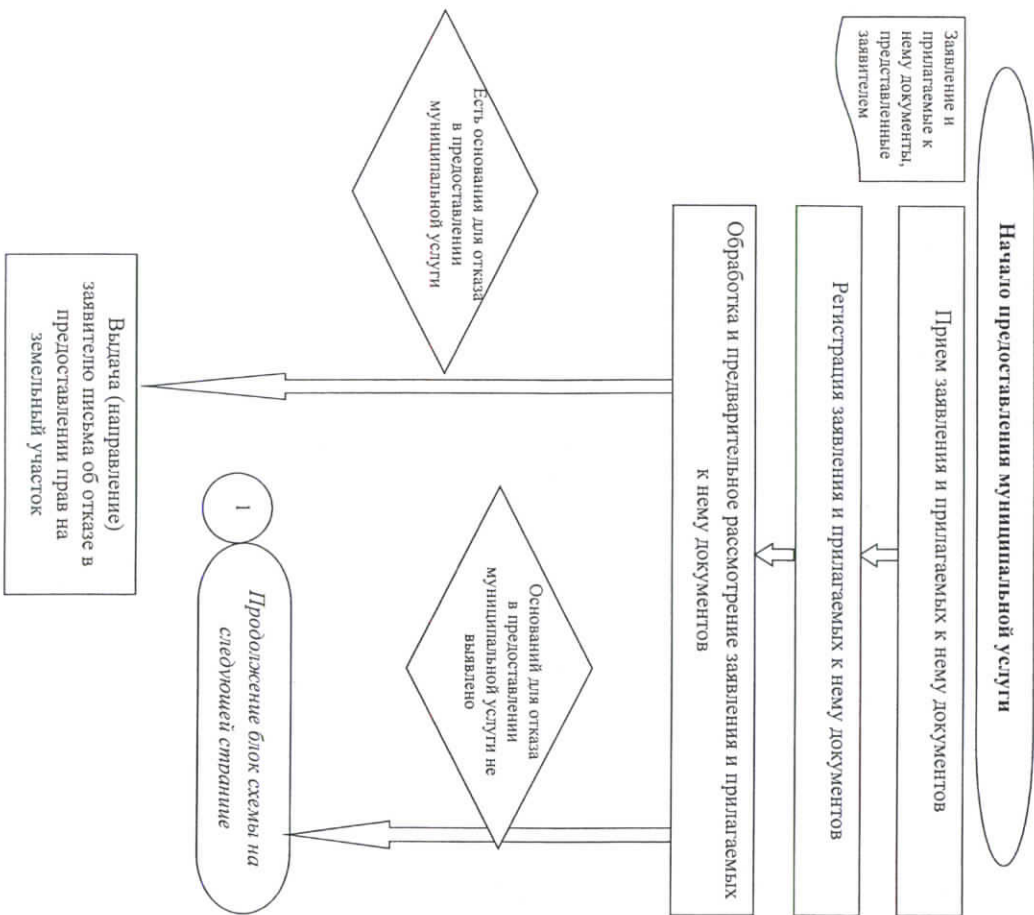 Начало предоставления муниципальной услуги
Заявление и
прилагаемые к
нему документы,
представленные
заявителем
Прием заявления и прилагаемых к нему документов
Регистрация заявления и прилагаемых к нему документов
Обработка и предварительное рассмотрение заявления и прилагаемых
к нему документов
Есть основания для отказа
в предоставлении
муниципальной услуги
Оснований для отказа
в предоставлении
муниципальной услуги не
выявлено
Выдача (направление)
заявителю письма об отказе в
предоставлении прав на
земельный участок
1
Продолжение блок схемы на
следующей странице